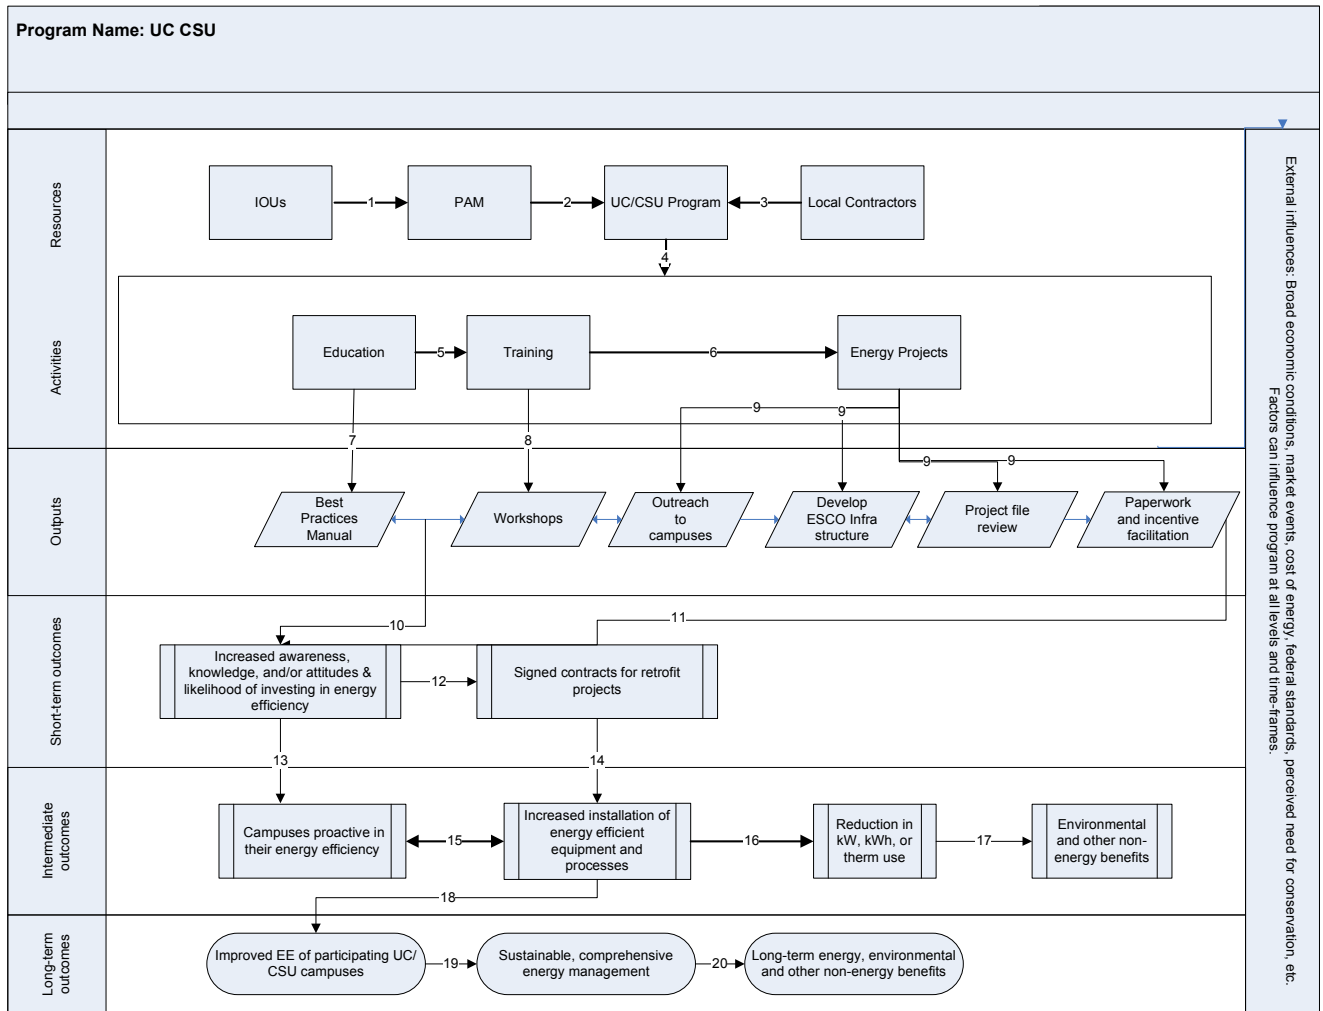 Program Name: UC CSU
Resources
IOUs
1
PAM
2
UC/CSU Program
3
Local Contractors
4
Activities
Education
5
Training
6
Energy Projects
7
8
9
9
9
9
Outputs
Best
Practices
Manual
Workshops
Outreach
to
campuses
Develop
ESCO Infra
structure
Project file
review
Paperwork
and incentive
facilitation
10
11
Short-term outcomes
Increased awareness,
knowledge, and/or attitudes &
likelihood of investing in energy
efficiency
12
Signed contracts for retrofit
projects
13
14
Intermediate
outcomes
Campuses proactive in
their energy efficiency
15
Increased installation of
energy efficient
equipment and
processes
16
Reduction in
kW, kWh, or
therm use
17
Environmental
and other non-
energy benefits
18
Long-term
outcomes
Improved EE of participating UC/
CSU campuses
19
Sustainable, comprehensive
energy management
20
Long-term energy, environmental
and other non-energy benefits
External influences: Broad economic conditions, market events, cost of energy, federal standards, perceived need for conservation, etc.
Factors can influence program at all levels and time-frames.